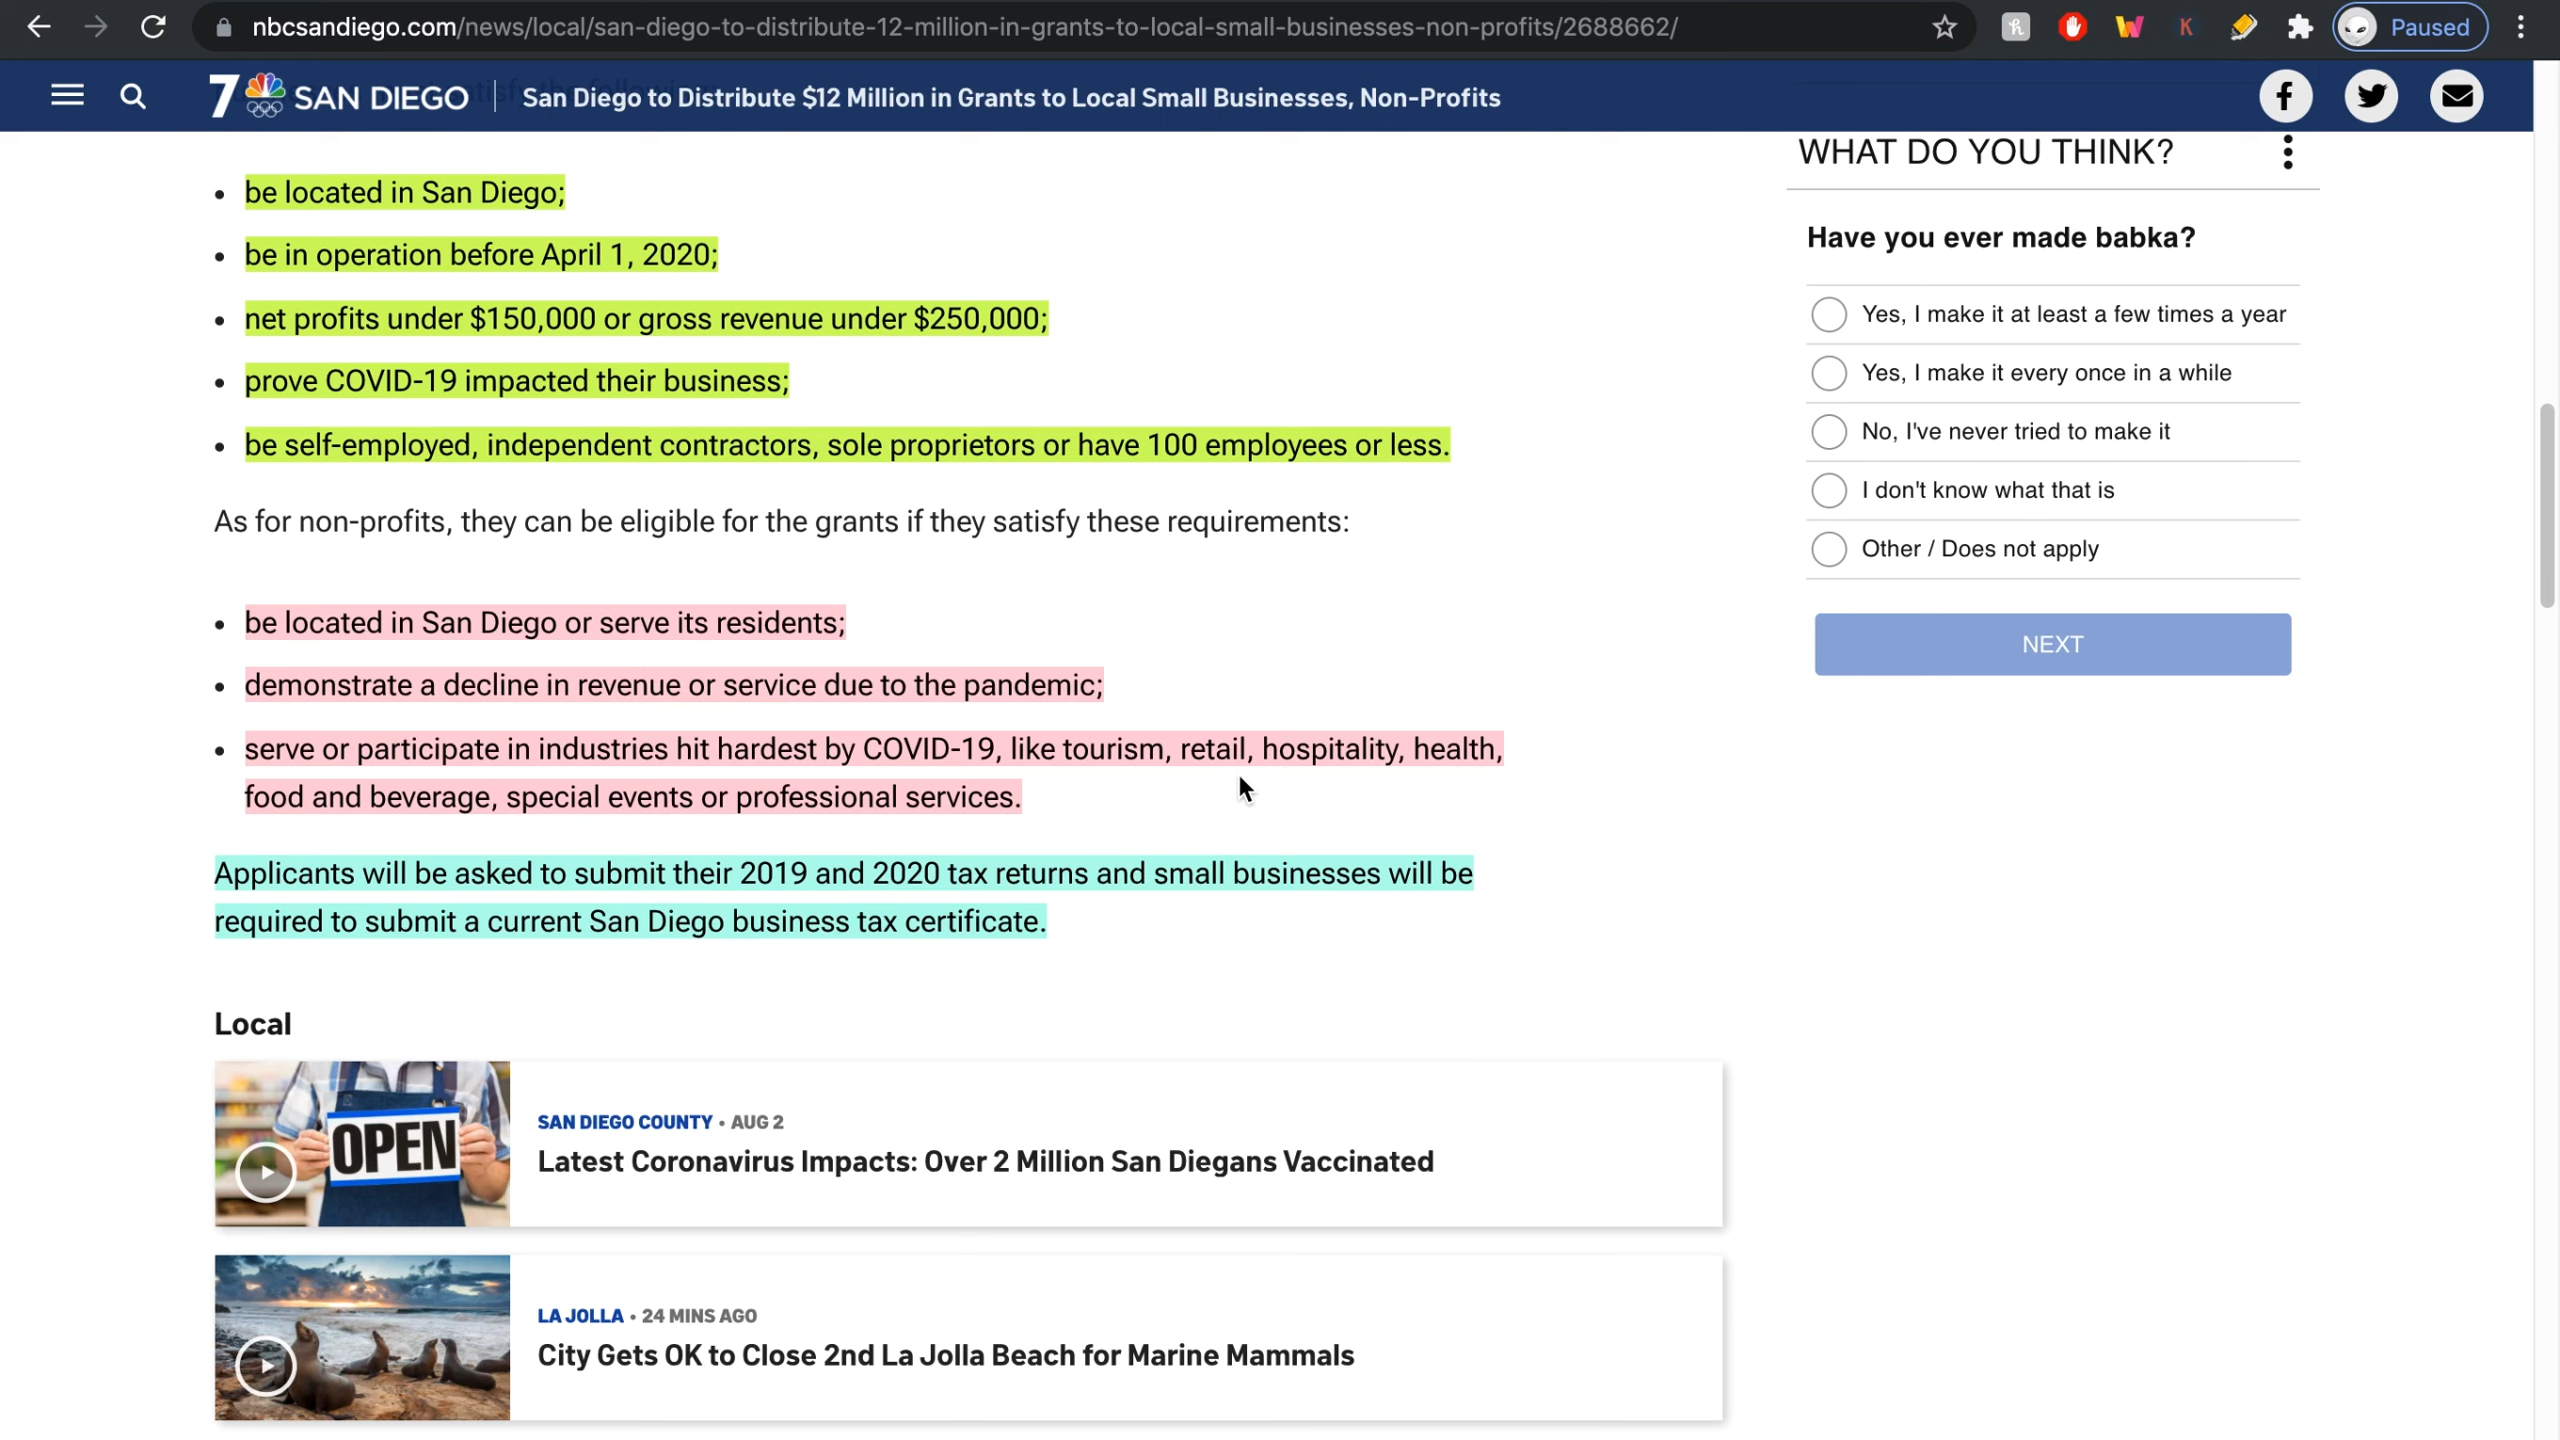 nbcsandiego.com/news/local/san-diego-to-distribute-12-million-in-grants-to-local-small-businesses-non-profits/2688662/
Paused
7 SAN DIEGO
San Diego to Distribute $12 Million in Grants to Local Small Businesses, Non-Profits
be located in San Diego;
be in operation before April 1, 2020;
net profits under $150,000 or gross revenue under $250,000;
prove COVID-19 impacted their business;
be self-employed, independent contractors, sole proprietors or have 100 employees or less.
As for non-profits, they can be eligible for the grants if they satisfy these requirements:
be located in San Diego or serve its residents;
demonstrate a decline in revenue or service due to the pandemic;
serve or participate in industries hit hardest by COVID-19, like tourism, retail, hospitality, health,
food and beverage, special events or professional services.
Applicants will be asked to submit their 2019 and 2020 tax returns and small businesses will be
required to submit a current San Diego business tax certificate.
Local
OPEN
SAN DIEGO COUNTY • AUG 2
Latest Coronavirus Impacts: Over 2 Million San Diegans Vaccinated
LA JOLLA • 24 MINS AGO
City Gets OK to Close 2nd La Jolla Beach for Marine Mammals
WHAT DO YOU THINK?
Have you ever made babka?
Yes, I make it at least a few times a year
Yes, I make it every once in a while
No, I've never tried to make it
I don't know what that is
Other / Does not apply
NEXT